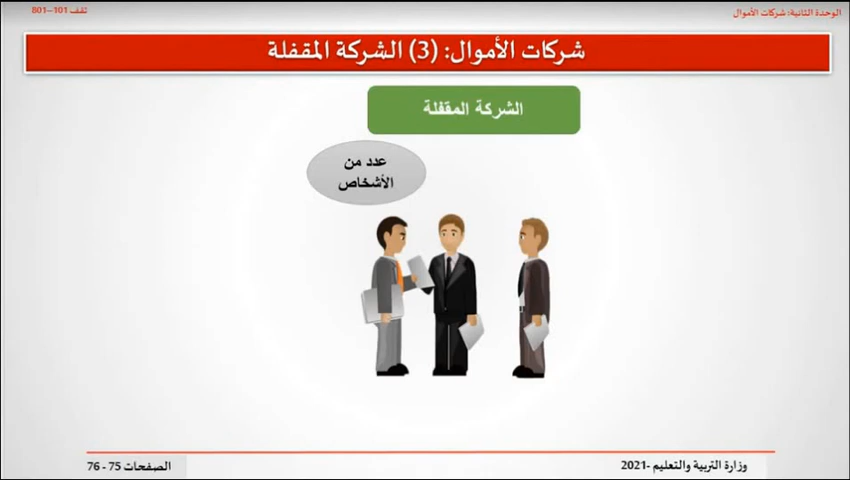 الوحدة الثانية: شركات الأموال
ثقف 101–801
شركات الأموال: (3) الشركة المقفلة
الشركة المقفلة
عدد من
الأشخاص
وزارة التربية والتعليم -2021
الصفحات 75 - 76